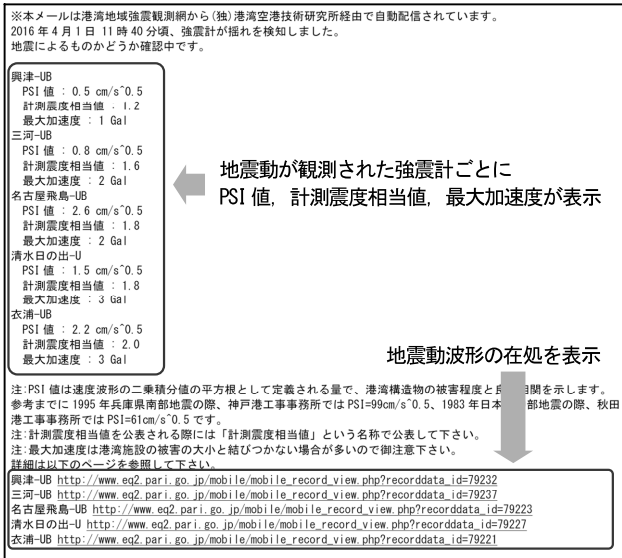 ※本メールは港湾地域強震観測網から(独)港湾空港技術研究所経由で自動配信されています。
2016年4月1日 11時40分頃、強震計が揺れを検知しました。
地震によるものかどうか確認中です。
興津-UB
PSI値 : 0.5 cm/s^0.5
計測震度相当値 : 1.2
最大加速度 : 1 Gal
三河-UB
PSI値 : 0.8 cm/s^0.5
計測震度相当値 : 1.6
最大加速度 : 2 Gal
名古屋飛島-UB
PSI値 : 2.6 cm/s^0.5
計測震度相当値 : 1.8
最大加速度 : 2 Gal
清水日の出-U
PSI値 : 1.5 cm/s^0.5
計測震度相当値 : 1.8
最大加速度 : 3 Gal
衣浦-UB
PSI値 : 2.2 cm/s^0.5
計測震度相当値 : 2.0
最大加速度 : 3 Gal
地震動が観測された強震計ごとに
PSI値，計測震度相当値，最大加速度が表示
地震動波形の在処を表示
注:PSI値は速度波形の二乗積分値の平方根として定義される量で、港湾構造物の被害程度と良 相関を示します。
参考までに1995年兵庫県南部地震の際、神戸港工事事務所ではPSI=99cm/s^0.5、1983年日本 部地震の際、秋田
港工事事務所ではPSI=61cm/s^0.5です。
注:計測震度相当値を公表される際には「計測震度相当値」という名称で公表して下さい。
注:最大加速度は港湾施設の被害の大小と結びつかない場合が多いので御注意下さい。
詳細は以下のページを参照して下さい。
興津-UB http://www.eq2.pari.go.jp/mobile/mobile_record_view.php?recorddata_id=79232
三河-UB http://www.eq2.pari.go.jp/mobile/mobile_record_view.php?recorddata_id=79237
名古屋飛島-UB http://www.eq2.pari.go.jp/mobile/mobile_record_view.php?recorddata_id=79223
清水日の出-U http://www.eq2.pari.go.jp/mobile/mobile_record_view.php?recorddata_id=79227
衣浦-UB http://www.eq2.pari.go.jp/mobile/mobile_record_view.php?recorddata_id=79221